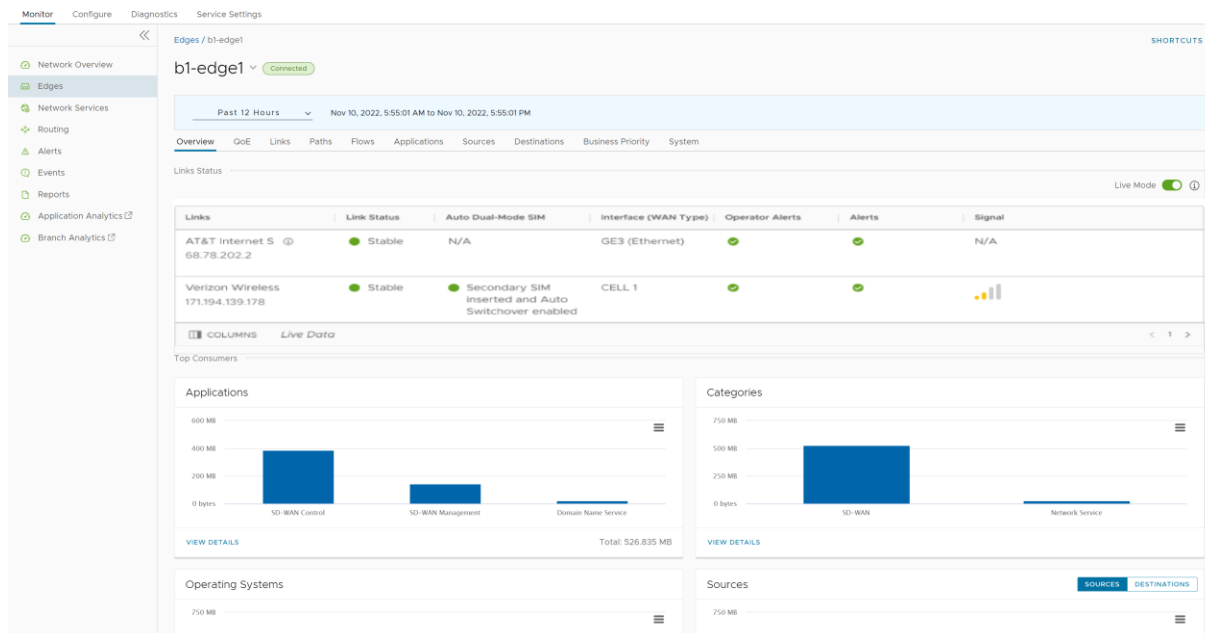 Monitor Configure Diagnostics Service Settings
Edges / b1-edge1
SHORTCUTS
Network Overview
Edges
Network Services
Routing
Alerts
Events
Reports
Application Analytics
Branch Analytics
b1-edge1 Connected
Past 12 Hours Nov 10, 2022, 5:55:01 AM to Nov 10, 2022, 5:55:01 PM
Overview QoE Links Paths Flows Applications Sources Destinations Business Priority System
Links Status
Live Mode
Links Link Status Auto Dual-Mode SIM Interface (WAN Type) Operator Alerts Alerts Signal
AT&T Internet S Stable N/A GE3 (Ethernet) N/A
68.78.202.2
Verizon Wireless Stable Secondary SIM CELL 1
171.194.139.178 inserted and Auto
Switchover enabled
COLUMNS Live Data < 1 >
Top Consumers
Applications
600 MB
400 MB
200 MB
0 bytes
SD-WAN Control SD-WAN Management Domain Name Service
VIEW DETAILS Total: 526.835 MB
Categories
750 MB
500 MB
250 MB
0 bytes
SD-WAN Network Service
VIEW DETAILS
Operating Systems
750 MB
Sources SOURCES DESTINATIONS
750 MB